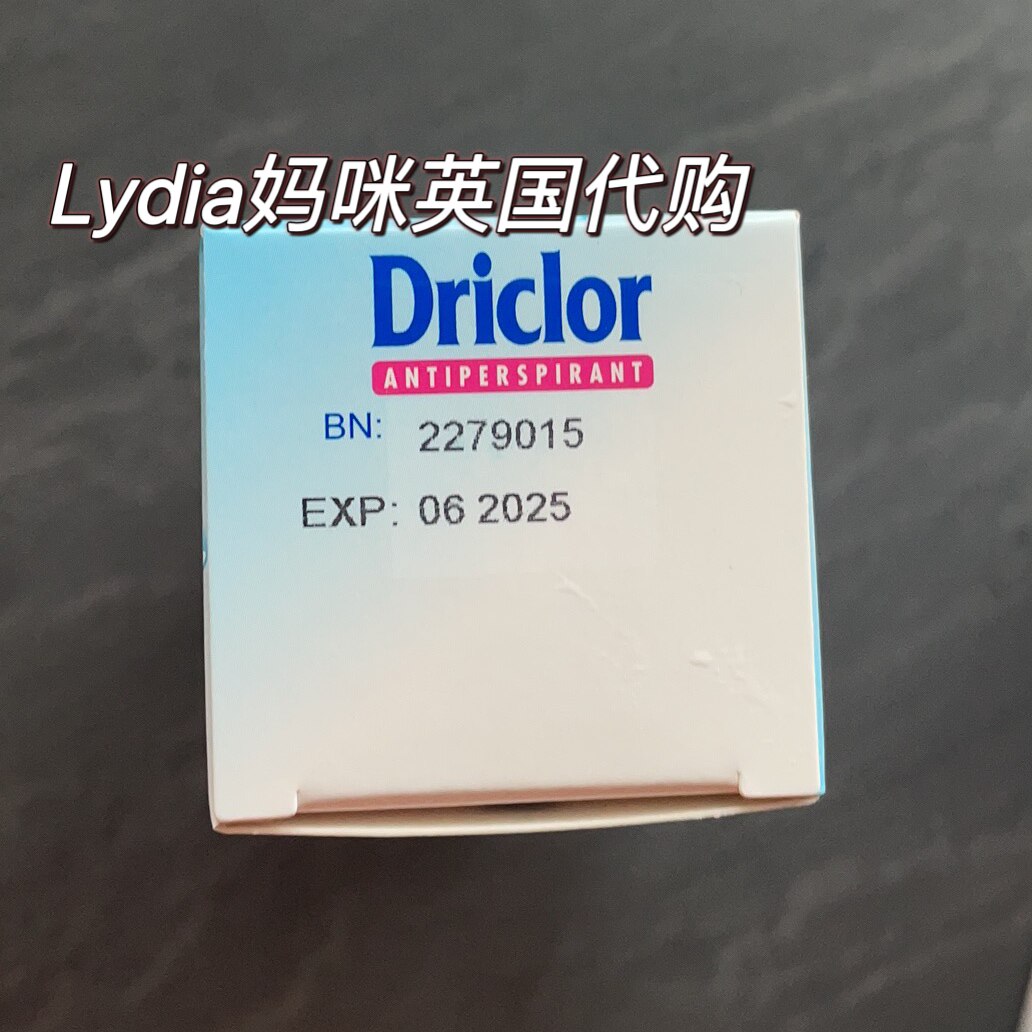 Lydia妈咪英国代购
Driclor
ANTIPERSPIRANT
BN: 2279015
EXP: 06 2025